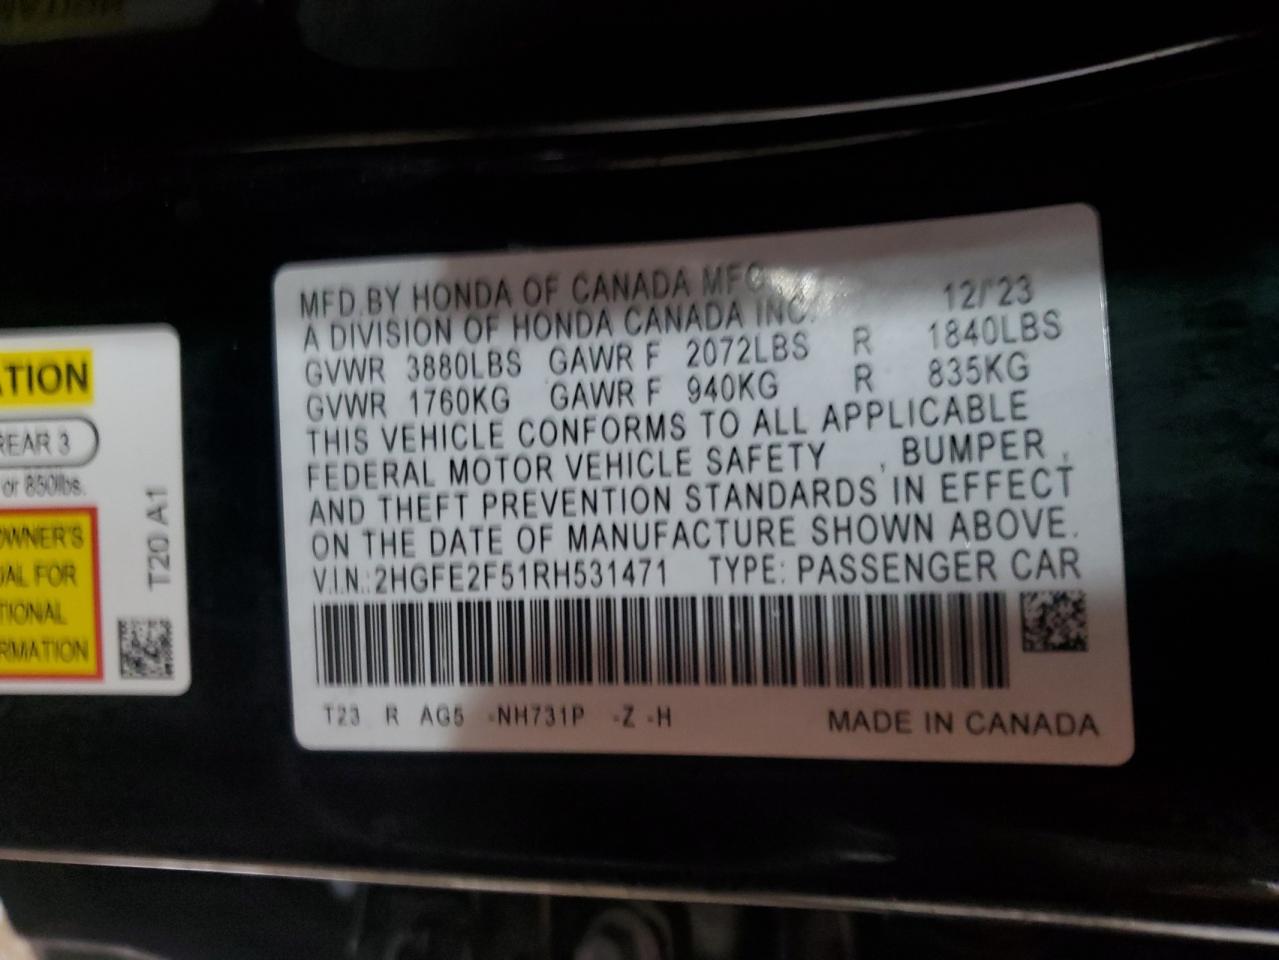 ATION
REAR 3
or 850lbs.
OWNER'S
UAL FOR
TIONAL
RMATION
T20 A1
MFD.BY HONDA OF CANADA MFG. 12/'23
A DIVISION OF HONDA CANADA INC.
GVWR 3880LBS GAWR F 2072LBS R 1840LBS
GVWR 1760KG GAWR F 940KG R 835KG
THIS VEHICLE CONFORMS TO ALL APPLICABLE
FEDERAL MOTOR VEHICLE SAFETY , BUMPER ,
AND THEFT PREVENTION STANDARDS IN EFFECT
ON THE DATE OF MANUFACTURE SHOWN ABOVE.
V.I.N.:2HGFE2F51RH531471 TYPE: PASSENGER CAR
T23 R AG5 -NH731P -Z -H MADE IN CANADA